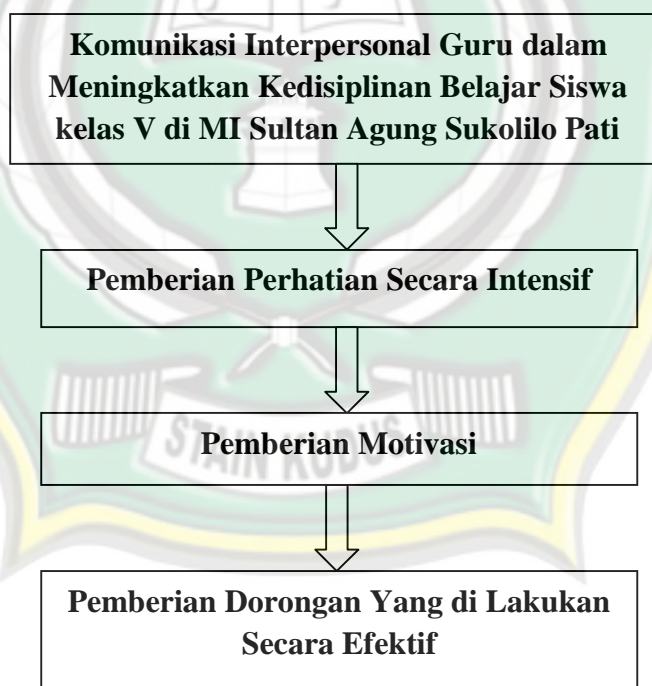 Komunikasi Interpersonal Guru dalam
Meningkatkan Kedisiplinan Belajar Siswa
kelas V di MI Sultan Agung Sukolilo Pati
Pemberian Perhatian Secara Intensif
Pemberian Motivasi
STAIN KUDUS
Pemberian Dorongan Yang di Lakukan
Secara Efektif